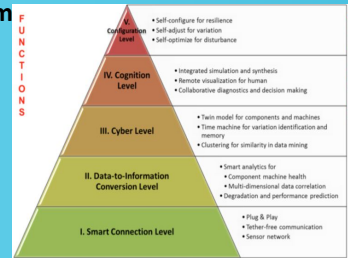 m
FUNCTIONS
V.
Configuration
Level
• Self-configure for resilience
• Self-adjust for variation
• Self-optimize for disturbance
IV. Cognition
Level
• Integrated simulation and synthesis
• Remote visualization for human
• Collaborative diagnostics and decision making
III. Cyber Level
• Twin model for components and machines
• Time machine for variation identification and
memory
• Clustering for similarity in data mining
II. Data-to-Information
Conversion Level
• Smart analytics for
• Component machine health
• Multi-dimensional data correlation
• Degradation and performance prediction
I. Smart Connection Level
• Plug & Play
• Tether-free communication
• Sensor network